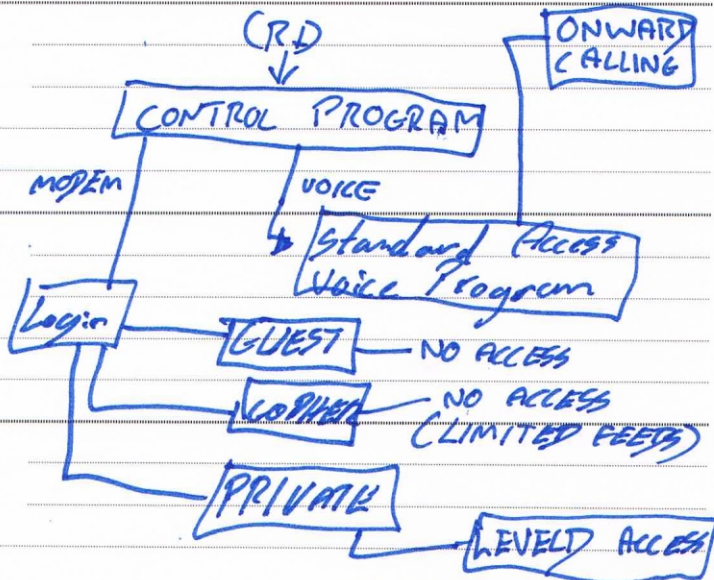 CRD
ONWARD
CALLING
CONTROL PROGRAM
MODEM
VOICE
Standard Access
Voice Program
Login
GUEST
NO ACCESS
GOPHER
NO ACCESS
(LIMITED FEEDS)
PRIVATE
LEVELD ACCESS